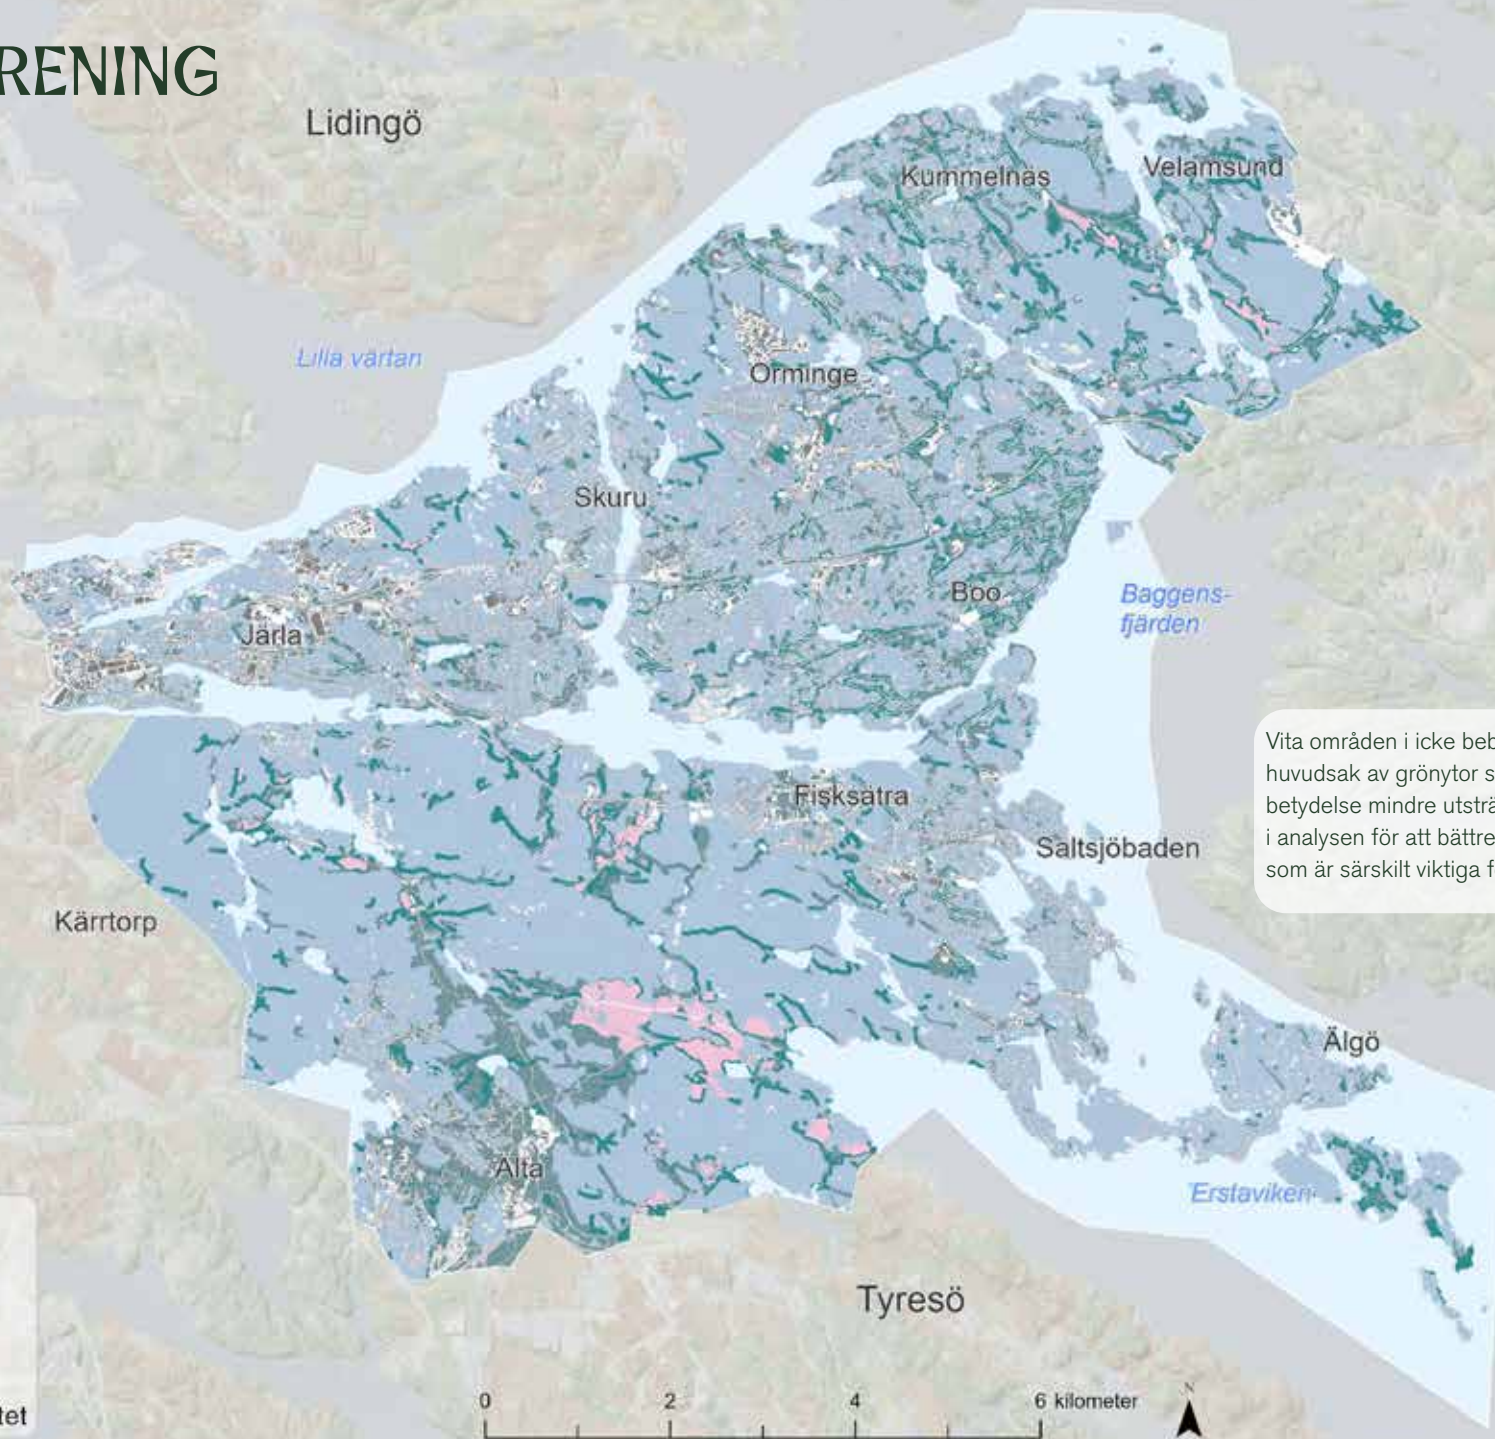 RENING
Lidingö
Kummelnäs
Velamsund
Lilla värtan
Orminge
Skuru
Boo
Baggens-
fjärden
Järla
Vita områden i icke beb
huvudsak av grönytor s
betydelse mindre utsträ
i analysen för att bättre
som är särskilt viktiga f
Fisksätra
Saltsjöbaden
Kärrtorp
Älgö
Älta
Erstaviken
Tyresö
0 2 4 6 kilometer
N
tet